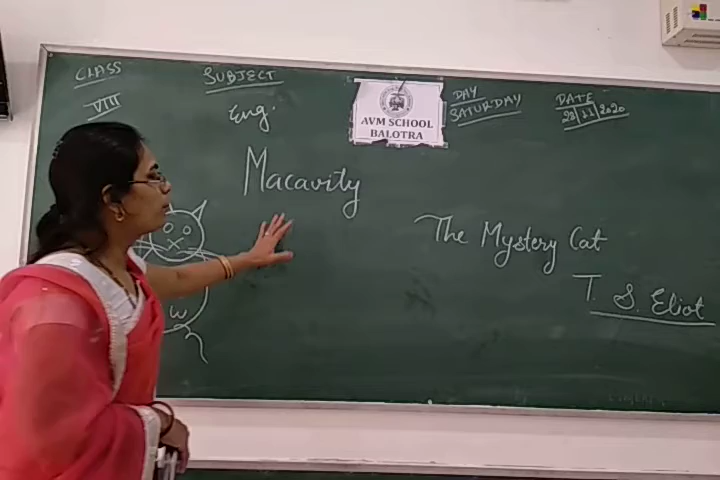 CLASS
VIII
SUBJECT
Eng.
AVM SCHOOL
BALOTRA
DAY
SATURDAY
DATE
28/11/2020
Macavity
The Mystery Cat
T. S. Eliot
W